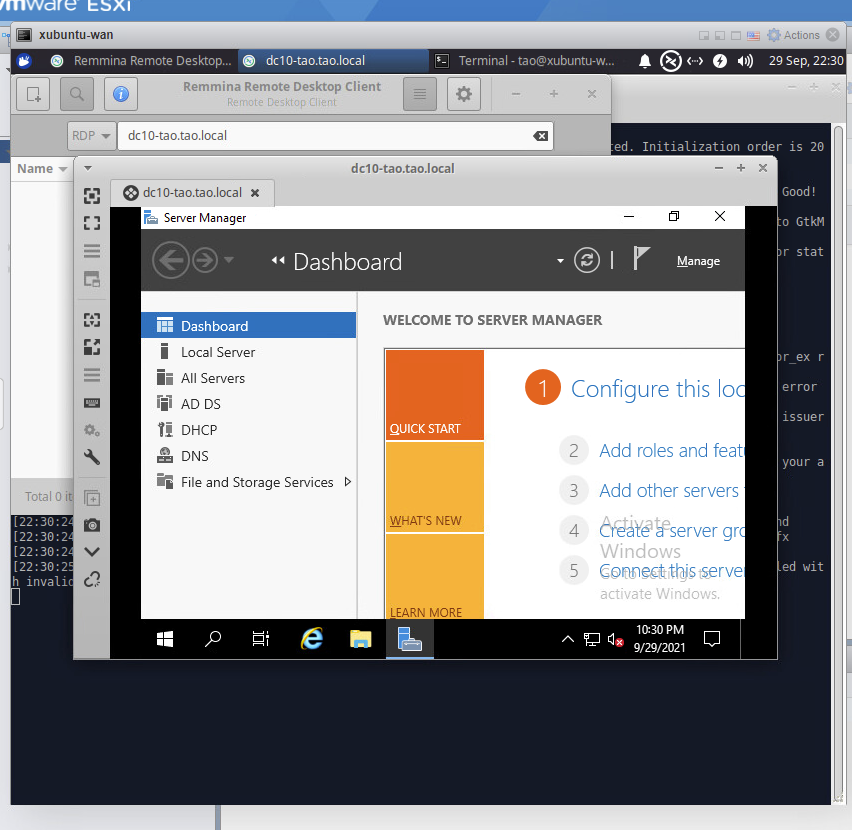 vmware ESXi
xubuntu-wan
Actions
Remmina Remote Desktop...
dc10-tao.tao.local
Terminal - tao@xubuntu-w...
29 Sep, 22:30
Remmina Remote Desktop Client
Remote Desktop Client
RDP
dc10-tao.tao.local
ted. Initialization order is 20
Name
dc10-tao.tao.local
Good!
dc10-tao.tao.local
Server Manager
to GtkM
or stat
Dashboard
Manage
Dashboard
Local Server
All Servers
AD DS
DHCP
DNS
File and Storage Services
WELCOME TO SERVER MANAGER
QUICK START
WHAT'S NEW
LEARN MORE
1 Configure this loc
2 Add roles and feat
3 Add other servers
4 Create a server gro
5 Connect this server
Activate
Windows
Go to Settings to
activate Windows.
or_ex r
error
issuer
your a
Total 0 it
[22:30:24
nd
[22:30:24
fx
[22:30:24
[22:30:25
led wit
h invalid
10:30 PM
9/29/2021